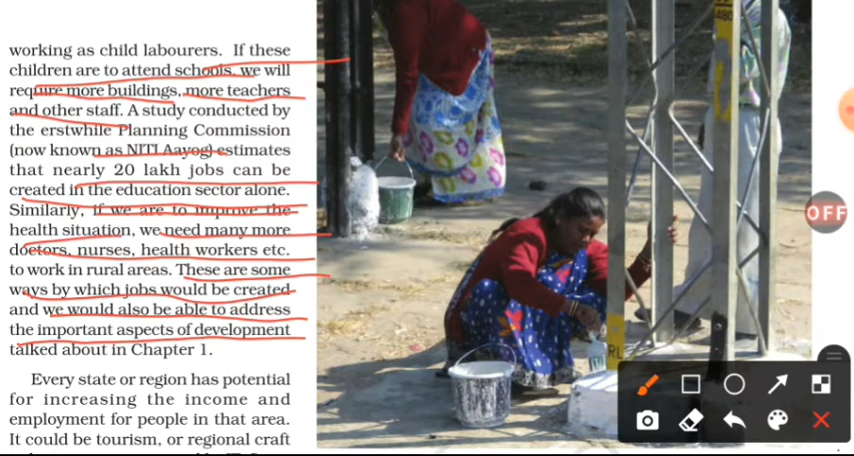 working as child labourers. If these
children are to attend schools, we will
require more buildings, more teachers
and other staff. A study conducted by
the erstwhile Planning Commission
(now known as NITI Aayog) estimates
that nearly 20 lakh jobs can be
created in the education sector alone.
Similarly, if we are to improve the
health situation, we need many more
doctors, nurses, health workers etc.
to work in rural areas. These are some
ways by which jobs would be created
and we would also be able to address
the important aspects of development
talked about in Chapter 1.
Every state or region has potential
for increasing the income and
employment for people in that area.
It could be tourism, or regional craft
480
RL
OFF